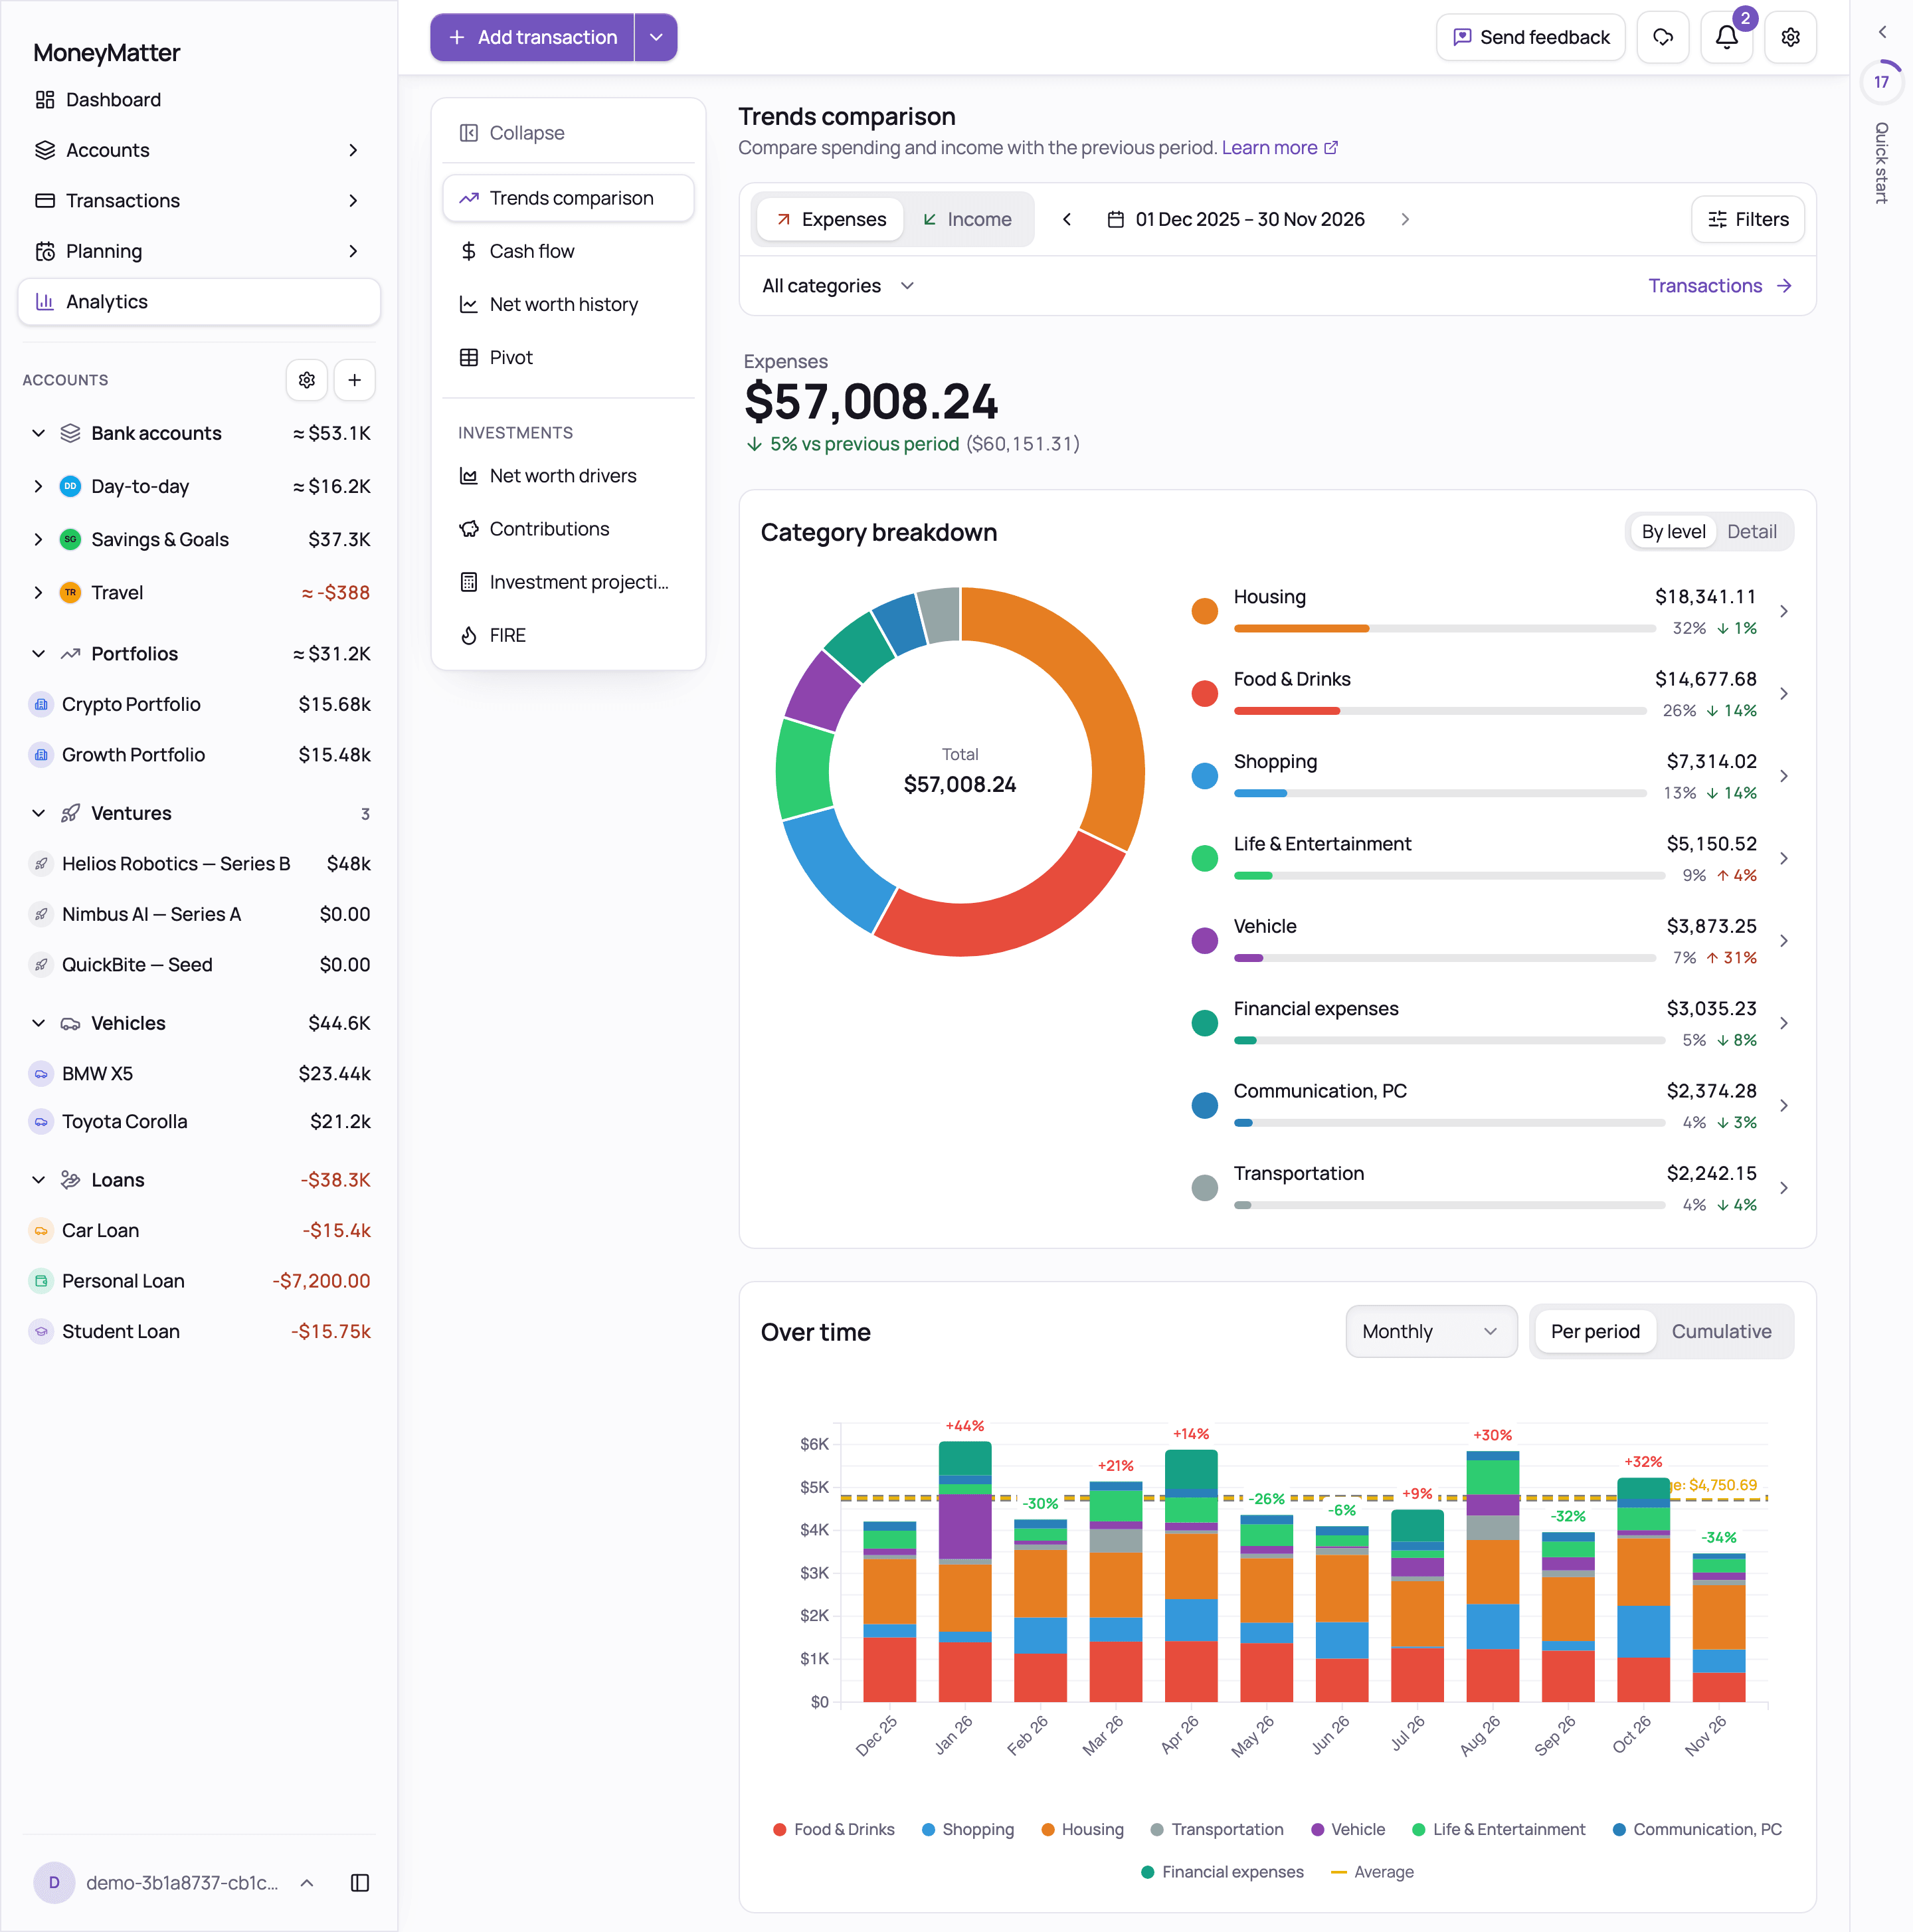 MoneyMatter
Dashboard
Accounts
Transactions
Planning
Analytics
ACCOUNTS
Bank accounts ≈ $53.1K
DD Day-to-day ≈ $16.2K
SG Savings & Goals $37.3K
TR Travel ≈ -$388
Portfolios ≈ $31.2K
Crypto Portfolio $15.68k
Growth Portfolio $15.48k
Ventures 3
Helios Robotics — Series B $48k
Nimbus AI — Series A $0.00
QuickBite — Seed $0.00
Vehicles $44.6K
BMW X5 $23.44k
Toyota Corolla $21.2k
Loans -$38.3K
Car Loan -$15.4k
Personal Loan -$7,200.00
Student Loan -$15.75k
D demo-3b1a8737-cb1c...
Add transaction
Send feedback
2
17
Quick start
Collapse
Trends comparison
Cash flow
Net worth history
Pivot
INVESTMENTS
Net worth drivers
Contributions
Investment projecti...
FIRE
Trends comparison
Compare spending and income with the previous period. Learn more
Expenses Income 01 Dec 2025 – 30 Nov 2026 Filters
All categories Transactions
Expenses
$57,008.24
5% vs previous period ($60,151.31)
Category breakdown By level Detail
Total
$57,008.24
Housing $18,341.11
32% 1%
Food & Drinks $14,677.68
26% 14%
Shopping $7,314.02
13% 14%
Life & Entertainment $5,150.52
9% 4%
Vehicle $3,873.25
7% 31%
Financial expenses $3,035.23
5% 8%
Communication, PC $2,374.28
4% 3%
Transportation $2,242.15
4% 4%
Over time Monthly Per period Cumulative
$6K
$5K
$4K
$3K
$2K
$1K
$0
+44%
-30%
+21%
+14%
-26%
-6%
+9%
+30%
-32%
+32%
-34%
ge: $4,750.69
Dec 25
Jan 26
Feb 26
Mar 26
Apr 26
May 26
Jun 26
Jul 26
Aug 26
Sep 26
Oct 26
Nov 26
Food & Drinks Shopping Housing Transportation Vehicle Life & Entertainment Communication, PC
Financial expenses Average